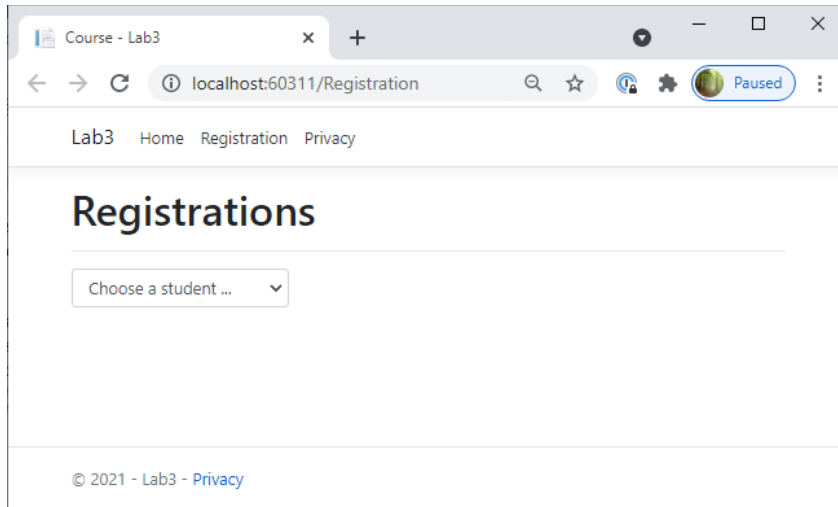 Course - Lab3
localhost:60311/Registration
Paused
Lab3 Home Registration Privacy
Registrations
Choose a student ...
© 2021 - Lab3 - Privacy